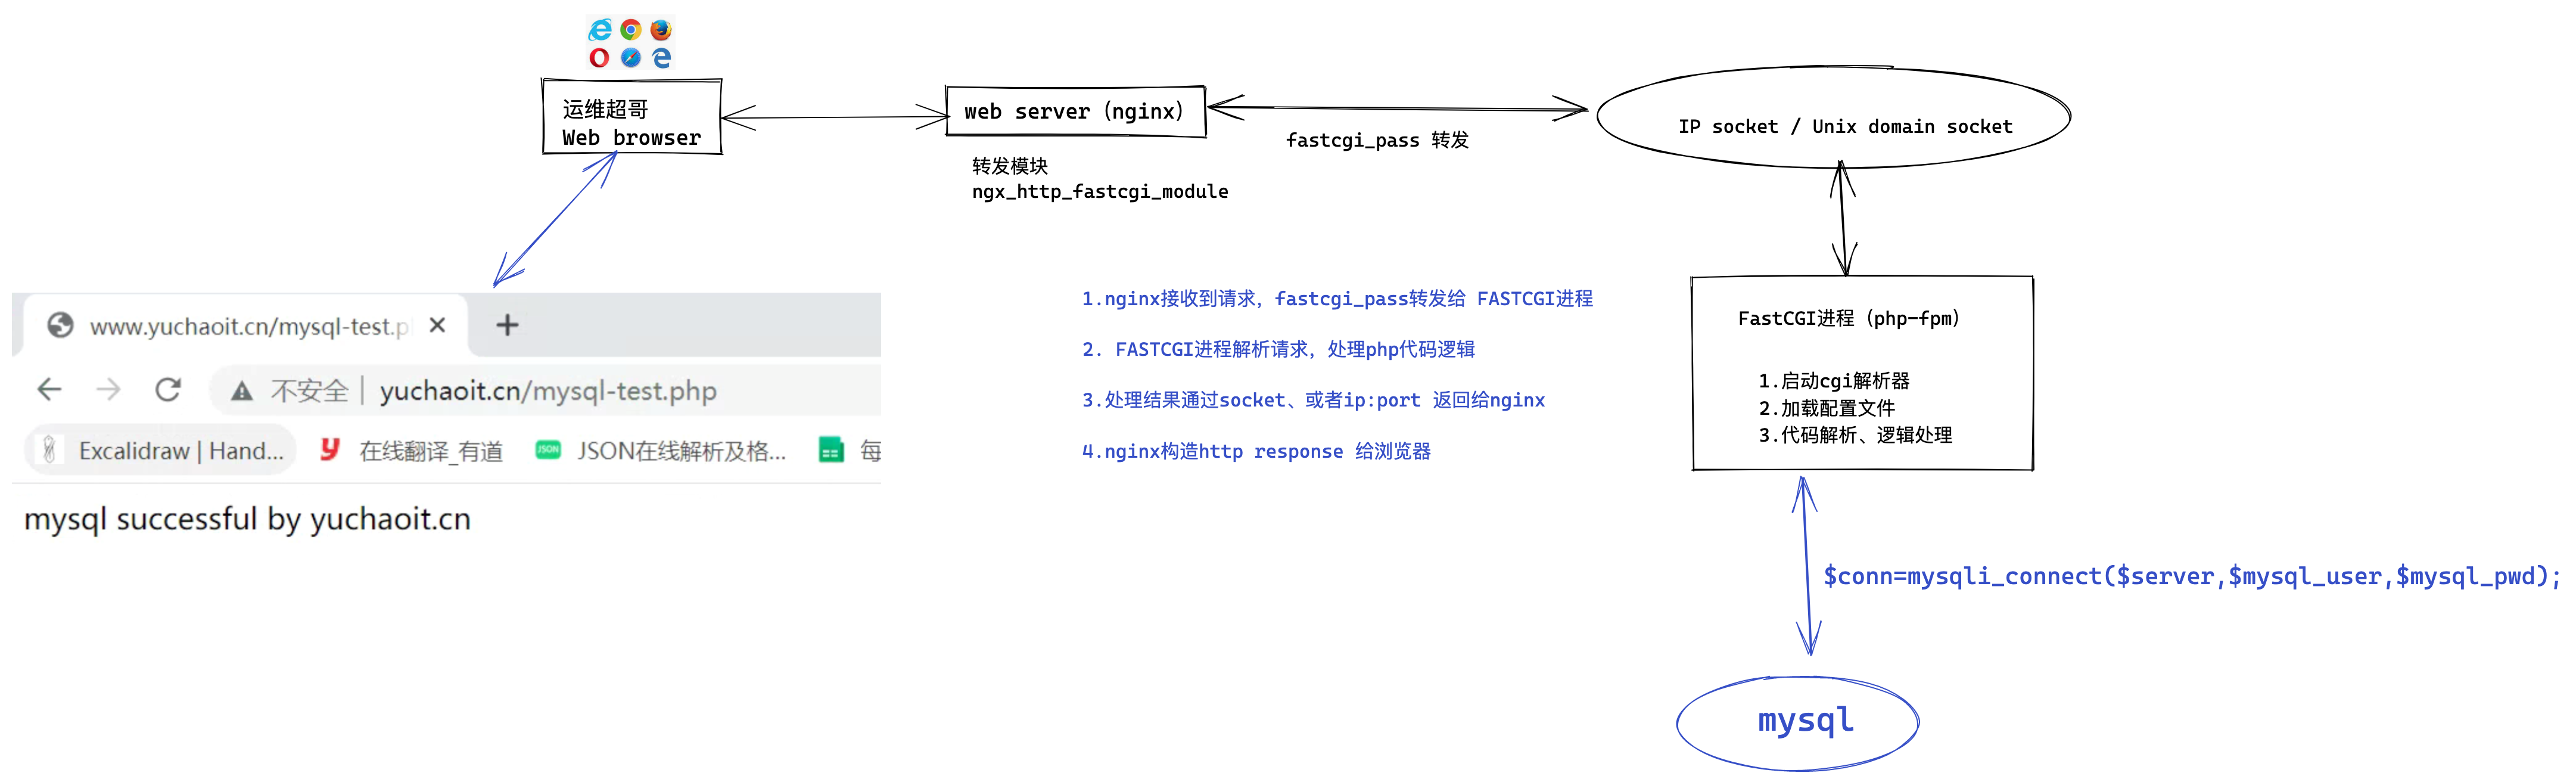 运维超哥
Web browser
web server（nginx）
转发模块
ngx_http_fastcgi_module
fastcgi_pass 转发
IP socket / Unix domain socket
FastCGI进程（php-fpm）
1.启动cgi解析器
2.加载配置文件
3.代码解析、逻辑处理
1.nginx接收到请求，fastcgi_pass转发给 FASTCGI进程
2. FASTCGI进程解析请求，处理php代码逻辑
3.处理结果通过socket、或者ip:port 返回给nginx
4.nginx构造http response 给浏览器
www.yuchaoit.cn/mysql-test.p
不安全 | yuchaoit.cn/mysql-test.php
Excalidraw | Hand...
在线翻译_有道
JSON
JSON在线解析及格...
每
mysql successful by yuchaoit.cn
$conn=mysqli_connect($server,$mysql_user,$mysql_pwd);
mysql